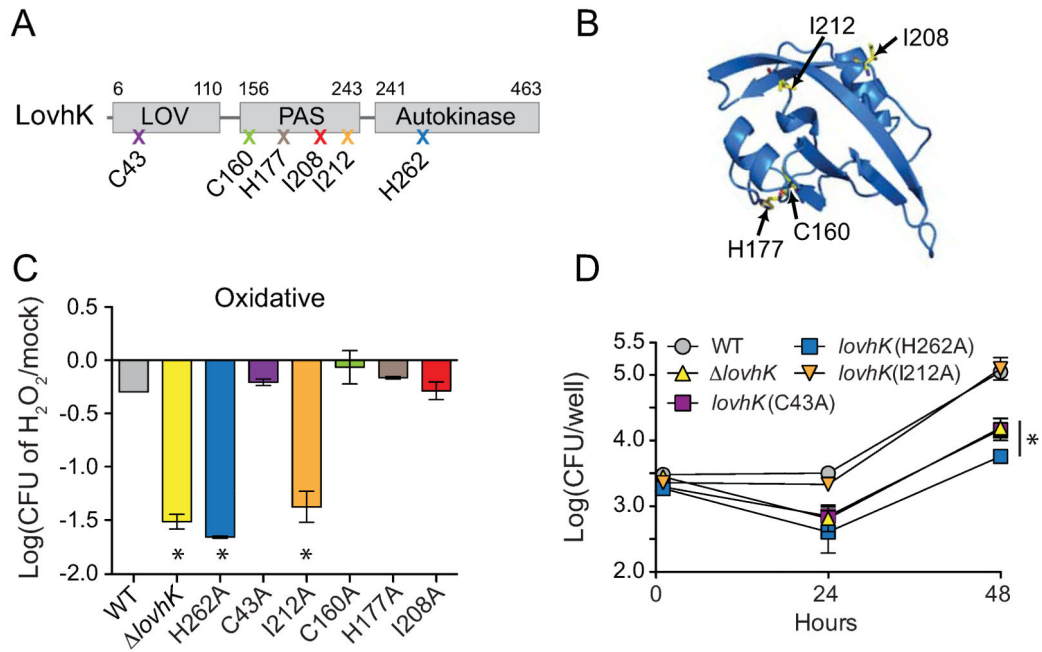 A
6 110 156 243 241 463
LovhK LOV PAS Autokinase
C43 C160 H177 I208 I212 H262
B
I212
I208
C160
H177
C
Oxidative
Log(CFU of H₂O₂/mock)
0.5
0.0
-0.5
-1.0
-1.5
-2.0
* * *
WT ΔlovhK H262A C43A I212A C160A H177A I208A
D
Log(CFU/well)
5.5
5.0
4.0
3.0
2.0
WT lovhK(H262A)
ΔlovhK lovhK(I212A)
lovhK(C43A)
*
0 24 48
Hours